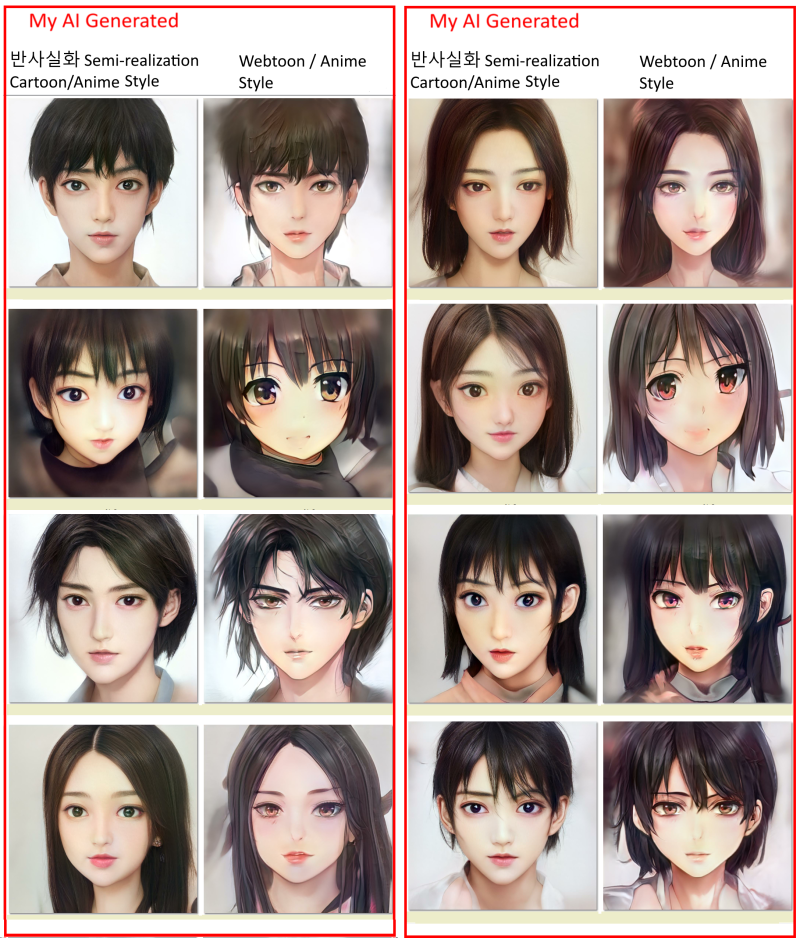 My AI Generated
반사실화 Semi-realization
Cartoon/Anime Style
Webtoon / Anime
Style
My AI Generated
반사실화 Semi-realization
Cartoon/Anime Style
Webtoon / Anime
Style